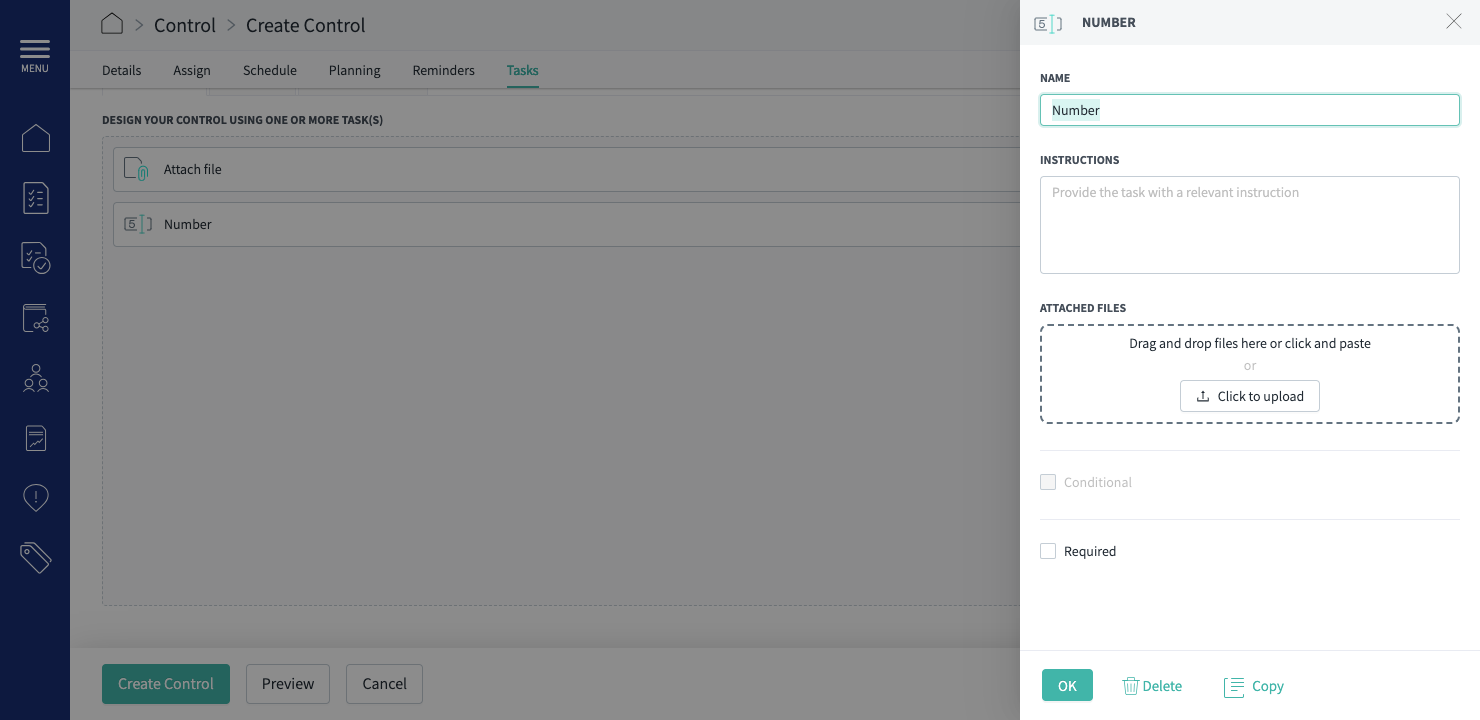 MENU
Control
Create Control
Details
Assign
Schedule
Planning
Reminders
Tasks
DESIGN YOUR CONTROL USING ONE OR MORE TASK(S)
Attach file
5
Number
Create Control
Preview
Cancel
5
NUMBER
NAME
Number
INSTRUCTIONS
Provide the task with a relevant instruction
ATTACHED FILES
Drag and drop files here or click and paste
or
Click to upload
Conditional
Required
OK
Delete
Copy